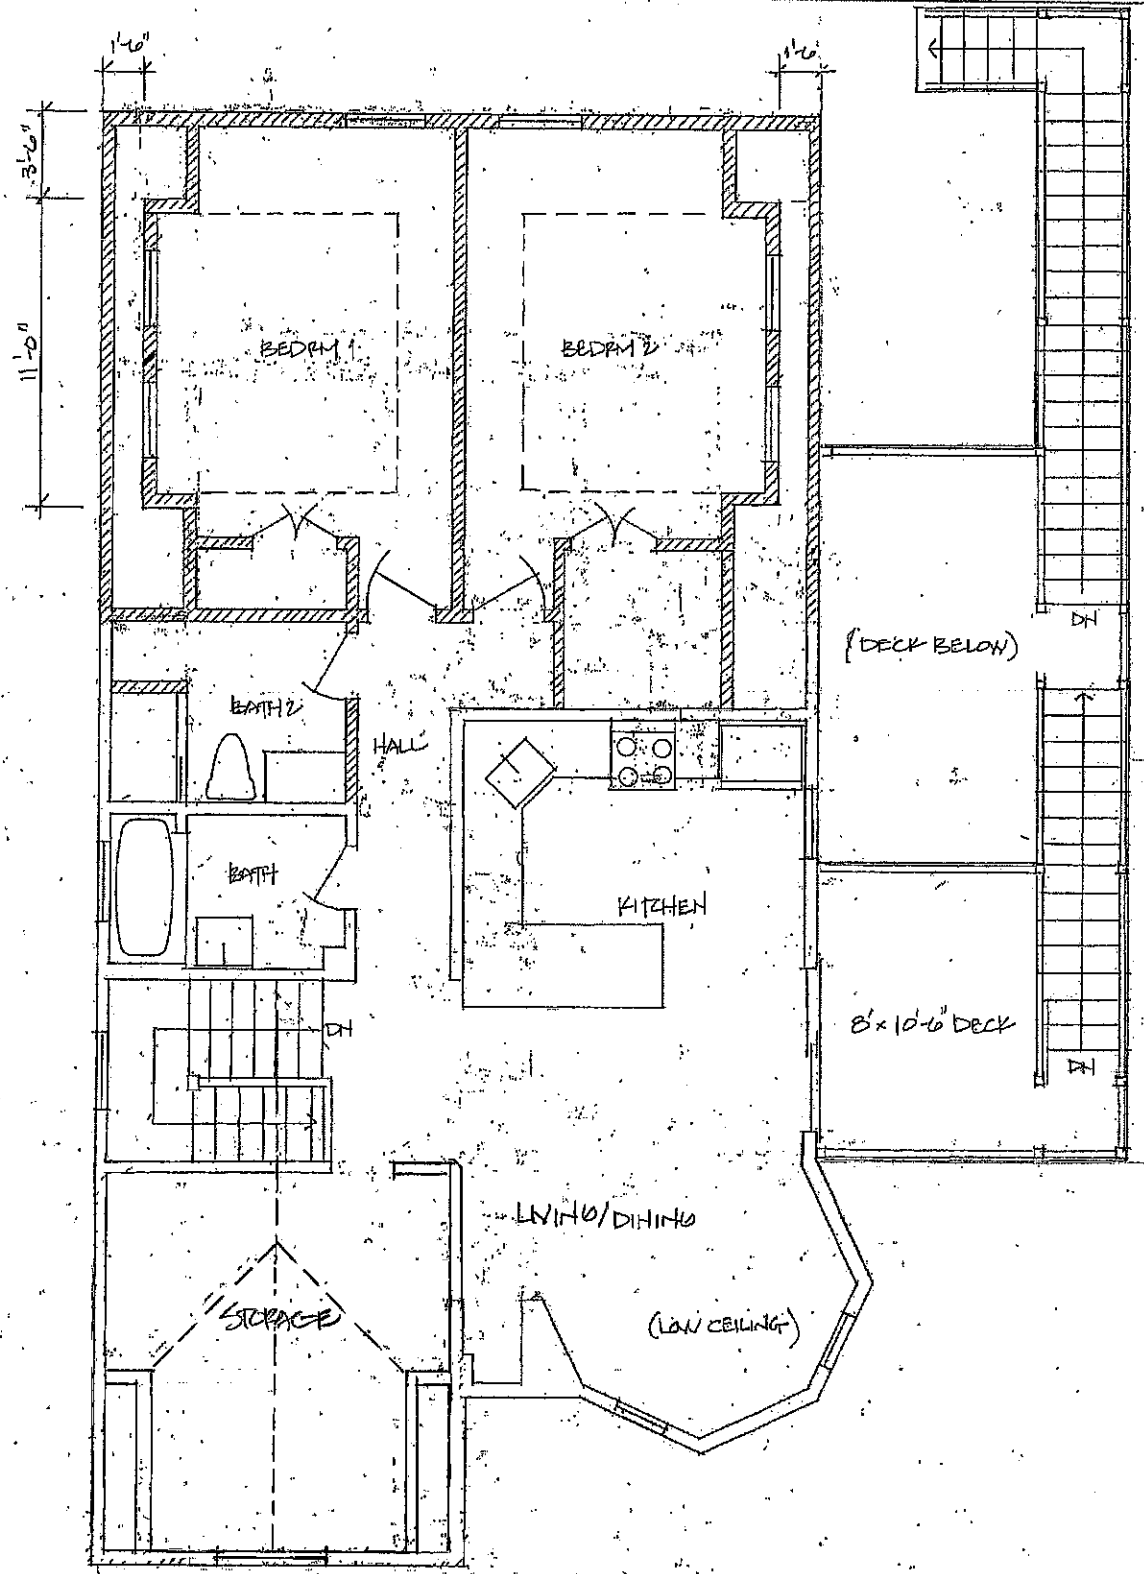 1'-6"
1'-6"
3'-6"
11'-0"
BEDRM 1
BEDRM 2
DN
(DECK BELOW)
BATH 2
HALL
BATH
KITCHEN
DN
8' x 10'-6" DECK
DN
LIVING/DINING
STORAGE
(LOW CEILING)